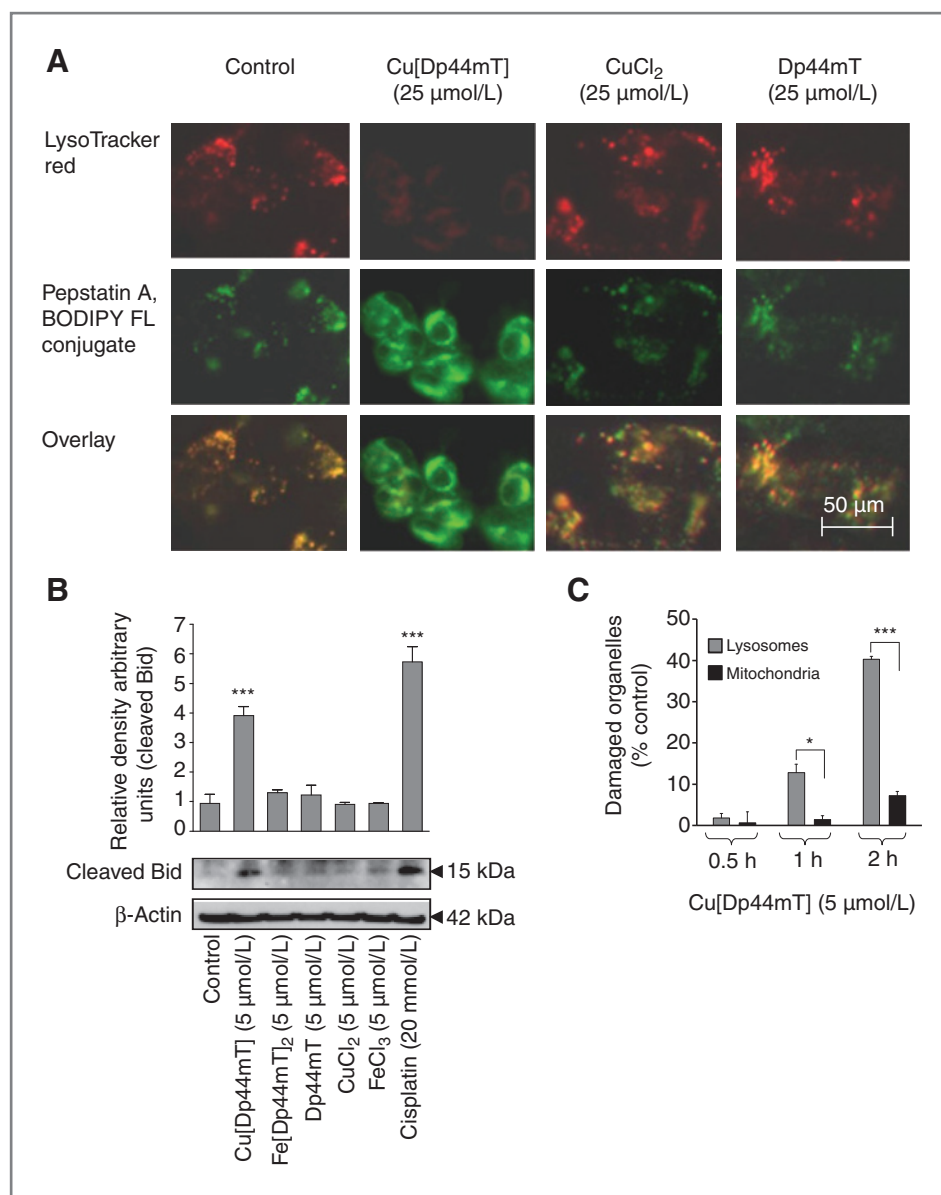 A
Control
Cu[Dp44mT]
(25 µmol/L)
CuCl₂
(25 µmol/L)
Dp44mT
(25 µmol/L)
LysoTracker
red
Pepstatin A,
BODIPY FL
conjugate
Overlay
50 µm
B
Relative density arbitrary
units (cleaved Bid)
7
6
5
4
3
2
1
0
***
***
Cleaved Bid
15 kDa
β-Actin
42 kDa
Control
Cu[Dp44mT] (5 µmol/L)
Fe[Dp44mT]₂ (5 µmol/L)
Dp44mT (5 µmol/L)
CuCl₂ (5 µmol/L)
FeCl₃ (5 µmol/L)
Cisplatin (20 mmol/L)
C
Damaged organelles
(% control)
50
40
30
20
10
0
Lysosomes
Mitochondria
*
***
0.5 h
1 h
2 h
Cu[Dp44mT] (5 µmol/L)